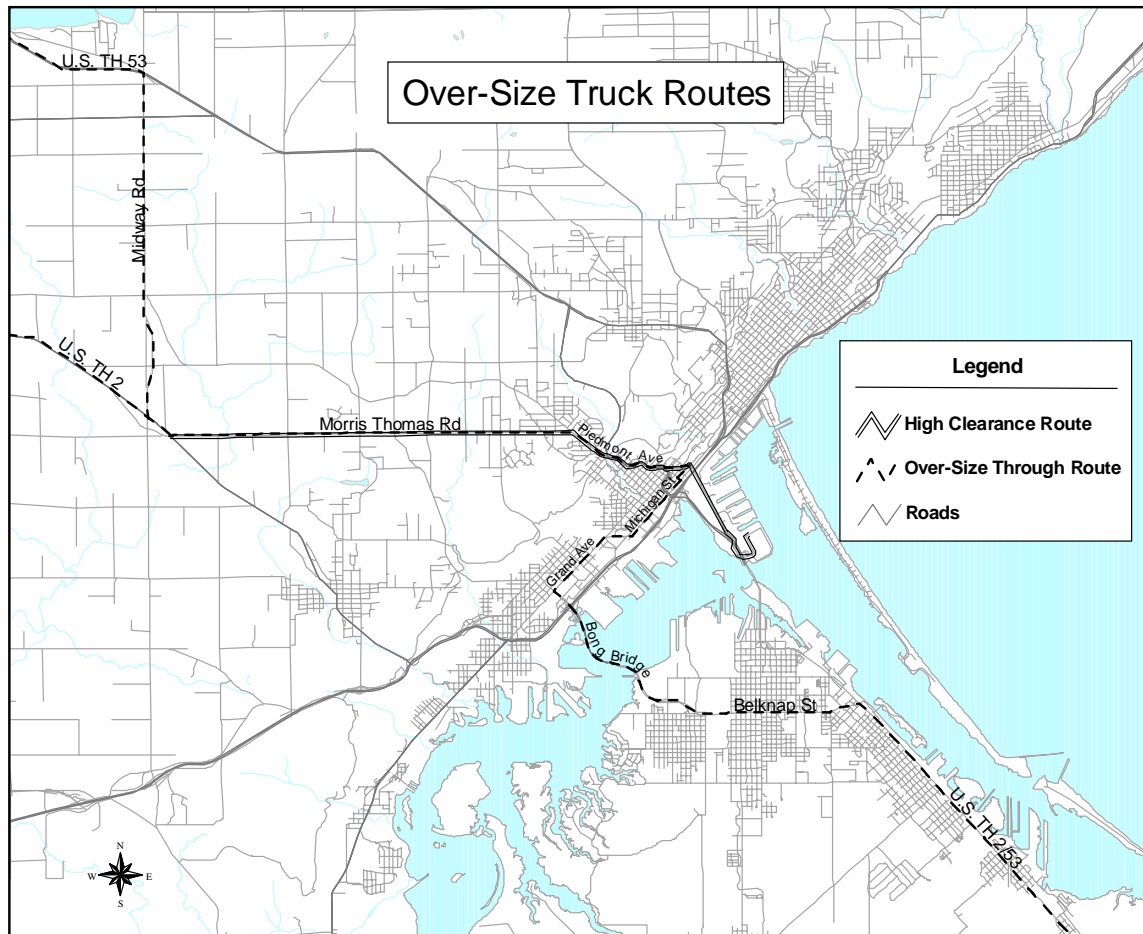 U.S. TH 53
Over-Size Truck Routes
Midway Rd
U.S. TH 2
Legend
High Clearance Route
Over-Size Through Route
Roads
Morris Thomas Rd
Piedmont Ave
Michigan St
Grand Ave
Bong Bridge
Belknap St
U.S. TH 2/53
N
W E
S